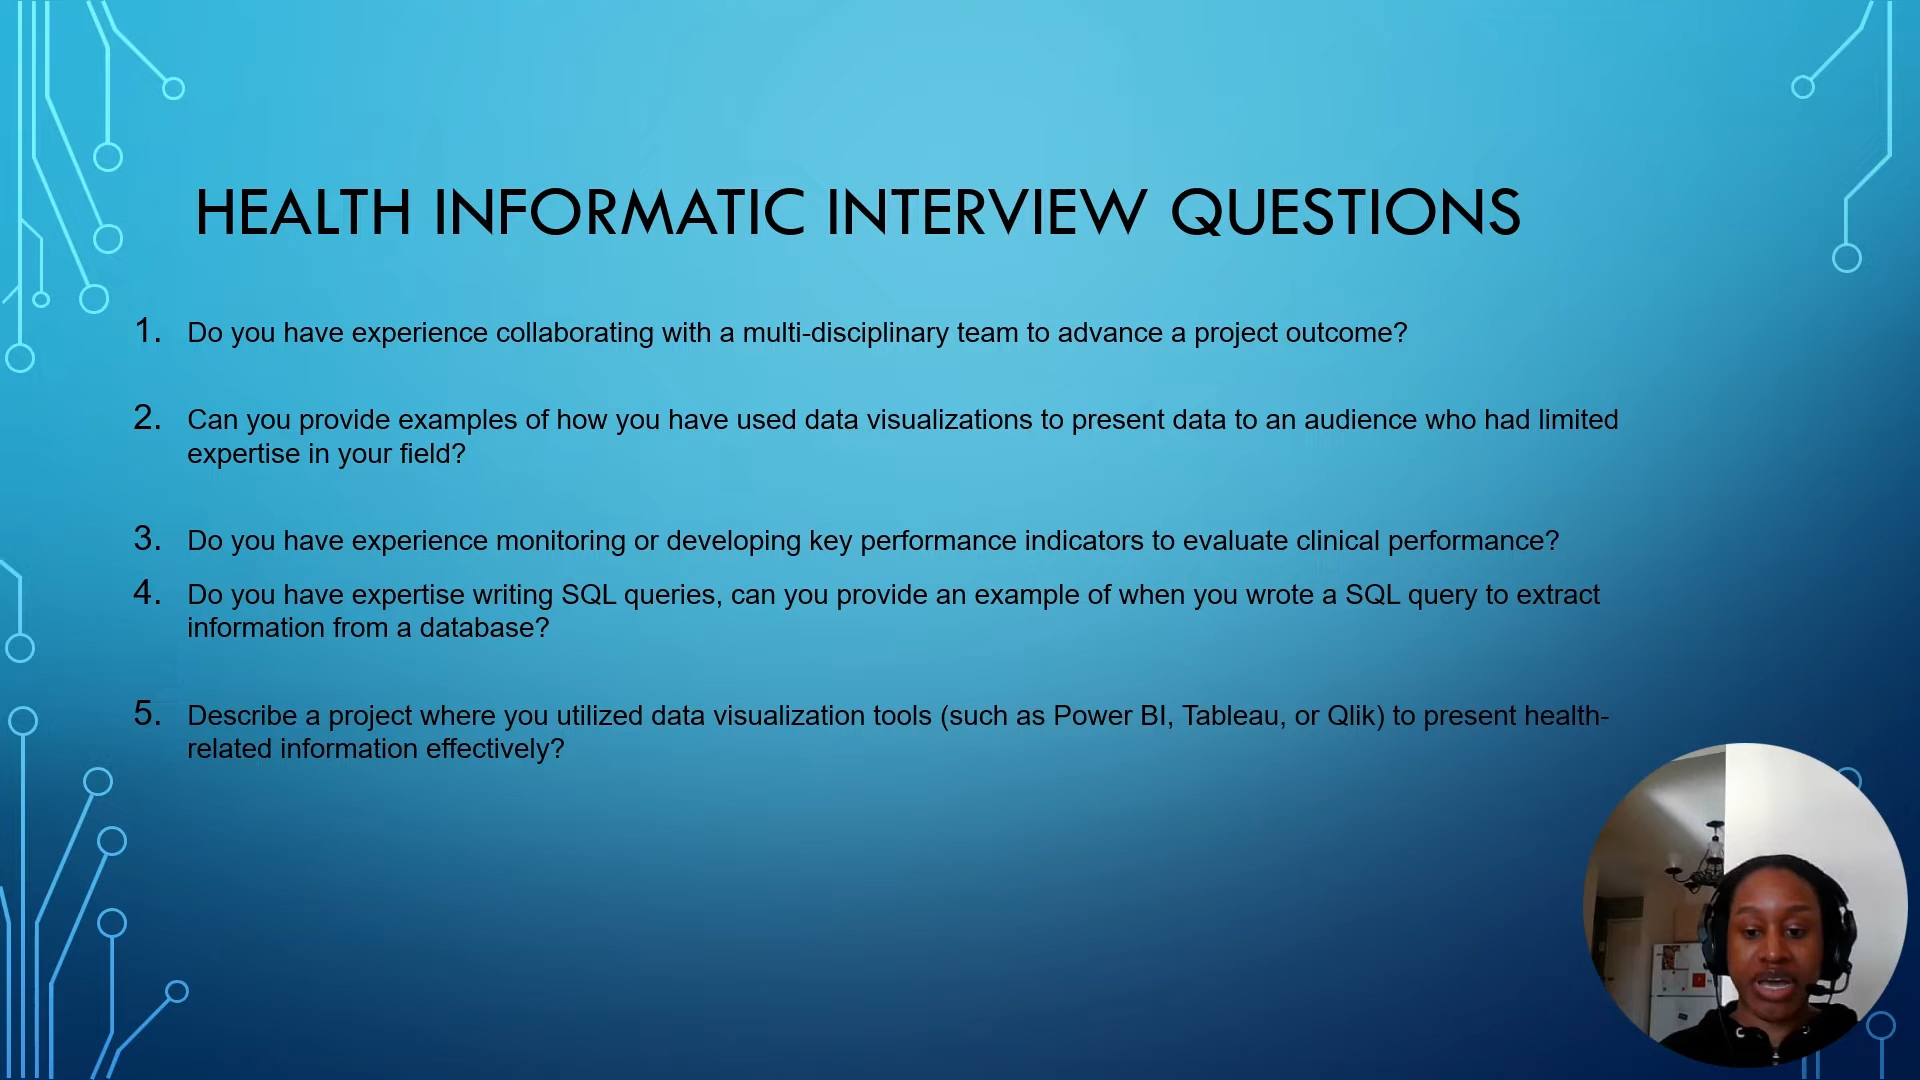 HEALTH INFORMATIC INTERVIEW QUESTIONS
1. Do you have experience collaborating with a multi-disciplinary team to advance a project outcome?
2. Can you provide examples of how you have used data visualizations to present data to an audience who had limited
expertise in your field?
3. Do you have experience monitoring or developing key performance indicators to evaluate clinical performance?
4. Do you have expertise writing SQL queries, can you provide an example of when you wrote a SQL query to extract
information from a database?
5. Describe a project where you utilized data visualization tools (such as Power BI, Tableau, or Qlik) to present health-
related information effectively?